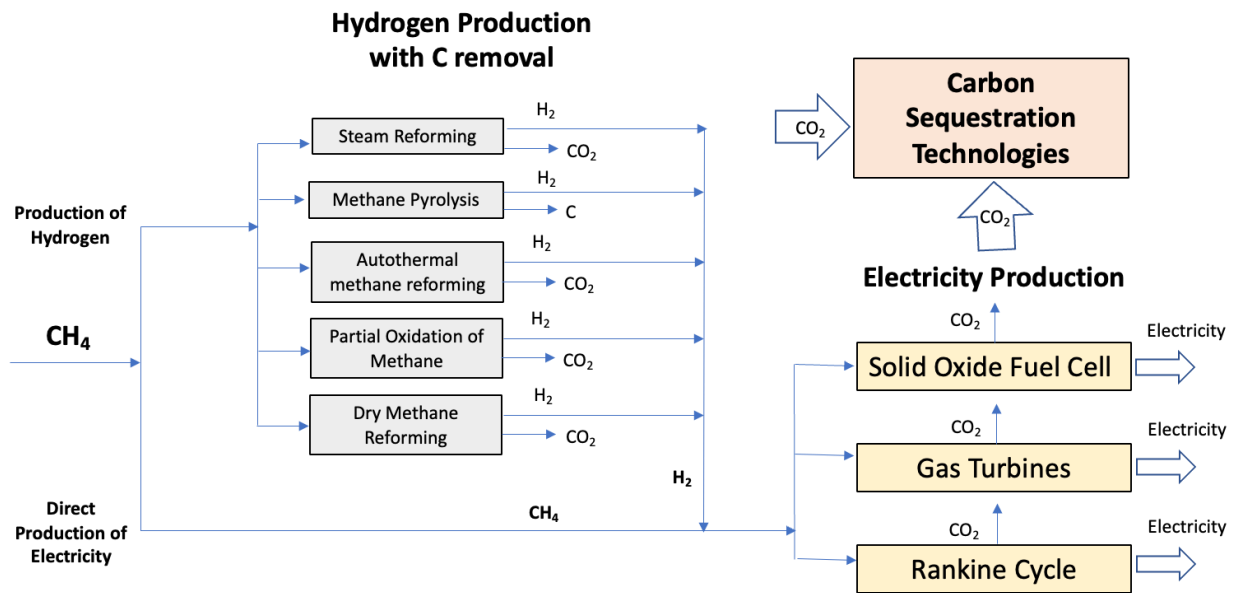 Hydrogen Production
with C removal
H₂
Steam Reforming
CO₂
H₂
Methane Pyrolysis
C
H₂
Autothermal
methane reforming
CO₂
H₂
Partial Oxidation of
Methane
CO₂
H₂
Dry Methane
Reforming
CO₂
Production of
Hydrogen
CH₄
Direct
Production of
Electricity
CH₄
H₂
CO₂
Carbon
Sequestration
Technologies
CO₂
Electricity Production
CO₂
Electricity
Solid Oxide Fuel Cell
CO₂
Electricity
Gas Turbines
CO₂
Electricity
Rankine Cycle